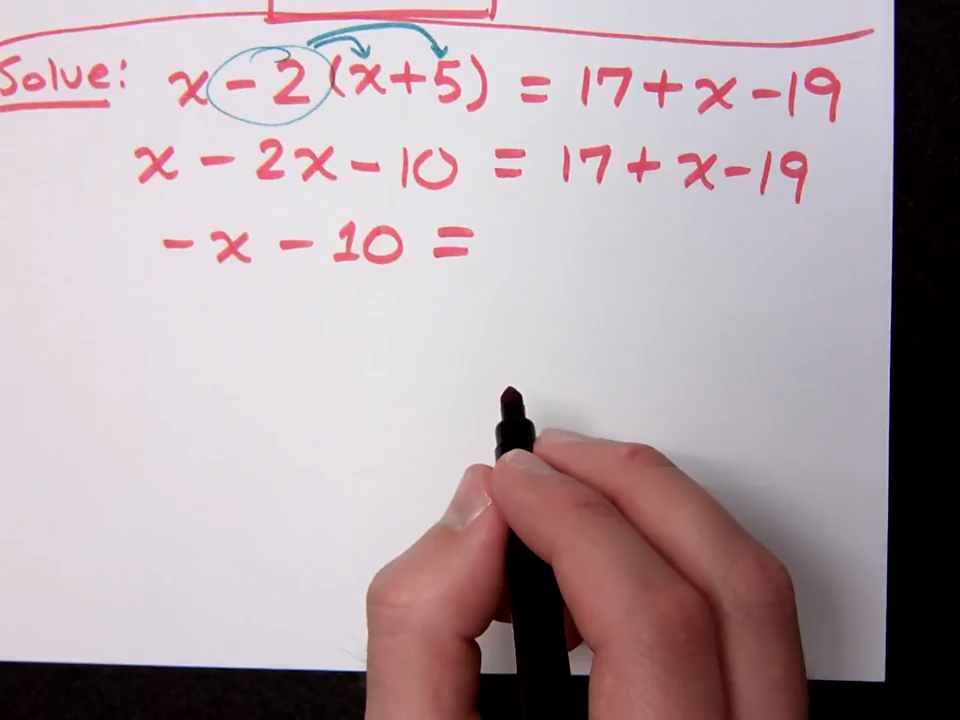 Solve: x - 2(x+5) = 17 + x - 19
x - 2x - 10 = 17 + x - 19
- x - 10 =